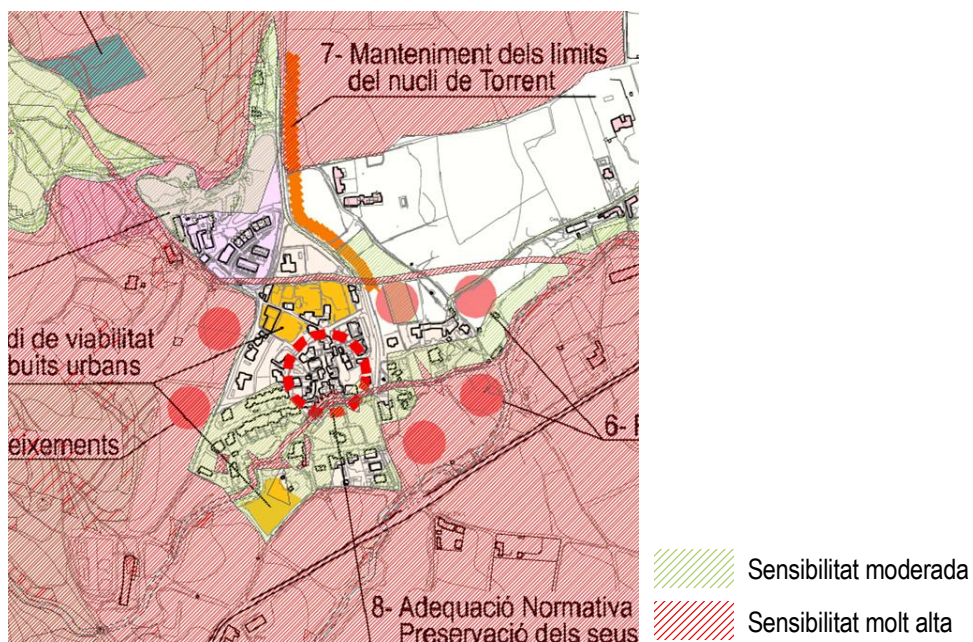 7- Manteniment dels limits
del nucli de Torrent
di de viabilitat
buits urbans
eixements
6-
8- Adequació Normativa
Preservació dels seus
Sensibilitat moderada
Sensibilitat molt alta